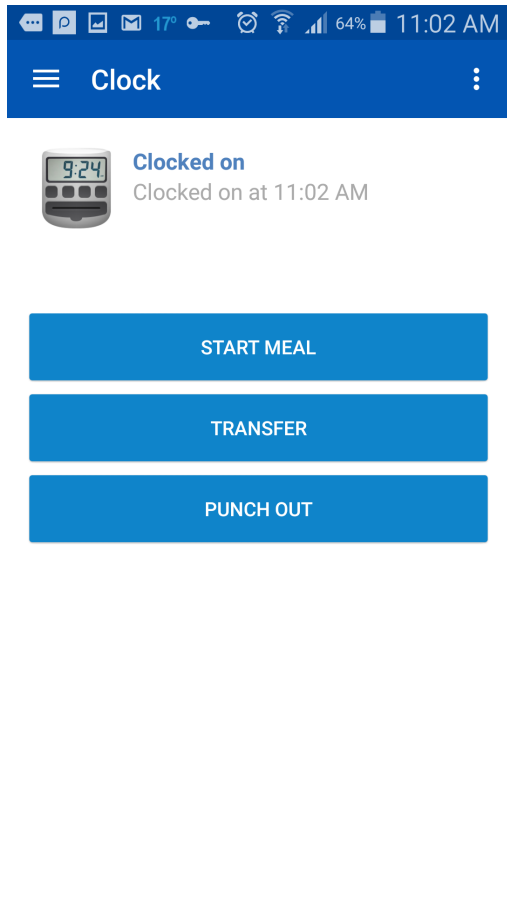 17° 64% 11:02 AM
Clock
9:24
Clocked on
Clocked on at 11:02 AM
START MEAL
TRANSFER
PUNCH OUT